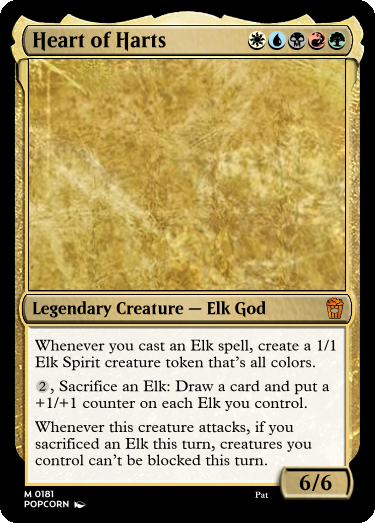 Heart of Harts
Legendary Creature — Elk God
Whenever you cast an Elk spell, create a 1/1
Elk Spirit creature token that's all colors.
2, Sacrifice an Elk: Draw a card and put a
+1/+1 counter on each Elk you control.
Whenever this creature attacks, if you
sacrificed an Elk this turn, creatures you
control can't be blocked this turn.
6/6
M 0181
POPCORN
Pat